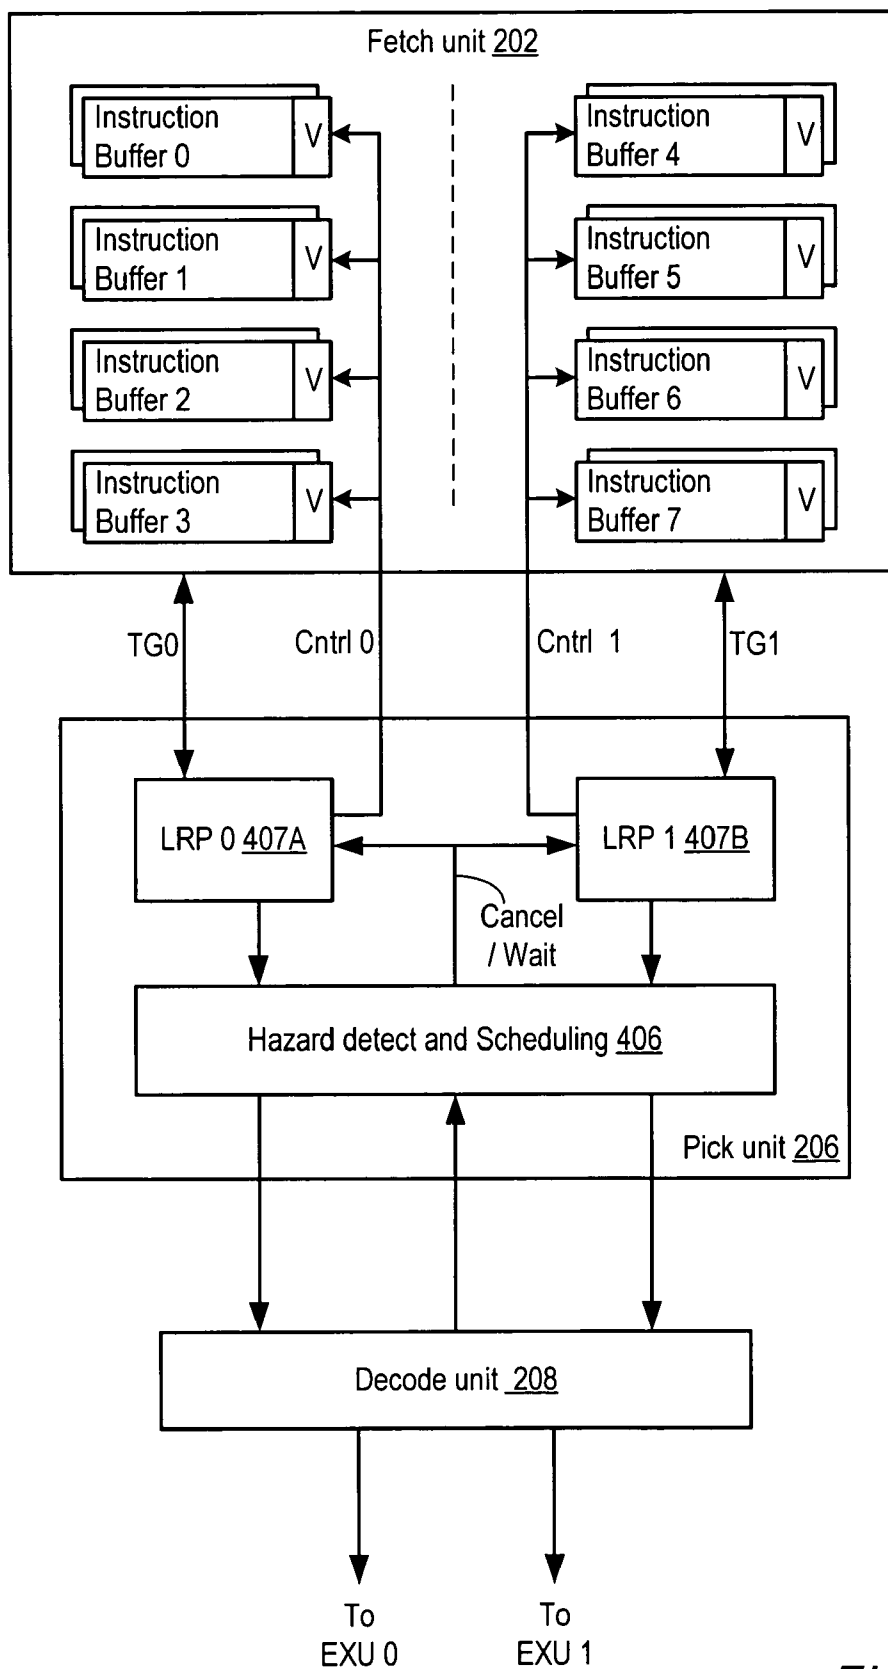 Fetch unit 202
Instruction
Buffer 0
V
Instruction
Buffer 4
V
Instruction
Buffer 1
V
Instruction
Buffer 5
V
Instruction
Buffer 2
V
Instruction
Buffer 6
V
Instruction
Buffer 3
V
Instruction
Buffer 7
V
TG0
Cntrl 0
Cntrl 1
TG1
LRP 0 407A
LRP 1 407B
Cancel
/ Wait
Hazard detect and Scheduling 406
Pick unit 206
Decode unit 208
To
EXU 0
To
EXU 1